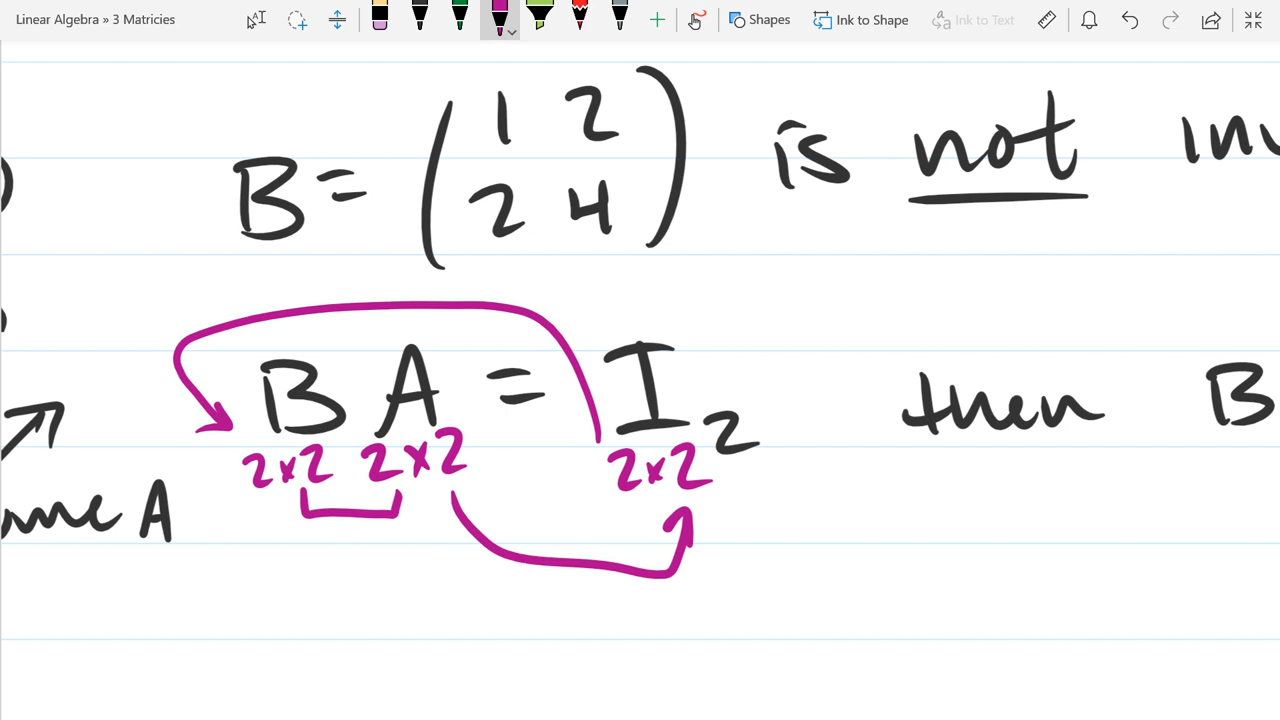 Linear Algebra » 3 Matricies
Shapes
Ink to Shape
Ink to Text
B = ( 1 2
2 4 ) is not
B A = I2 then B
2×2 2×2 2×2
A